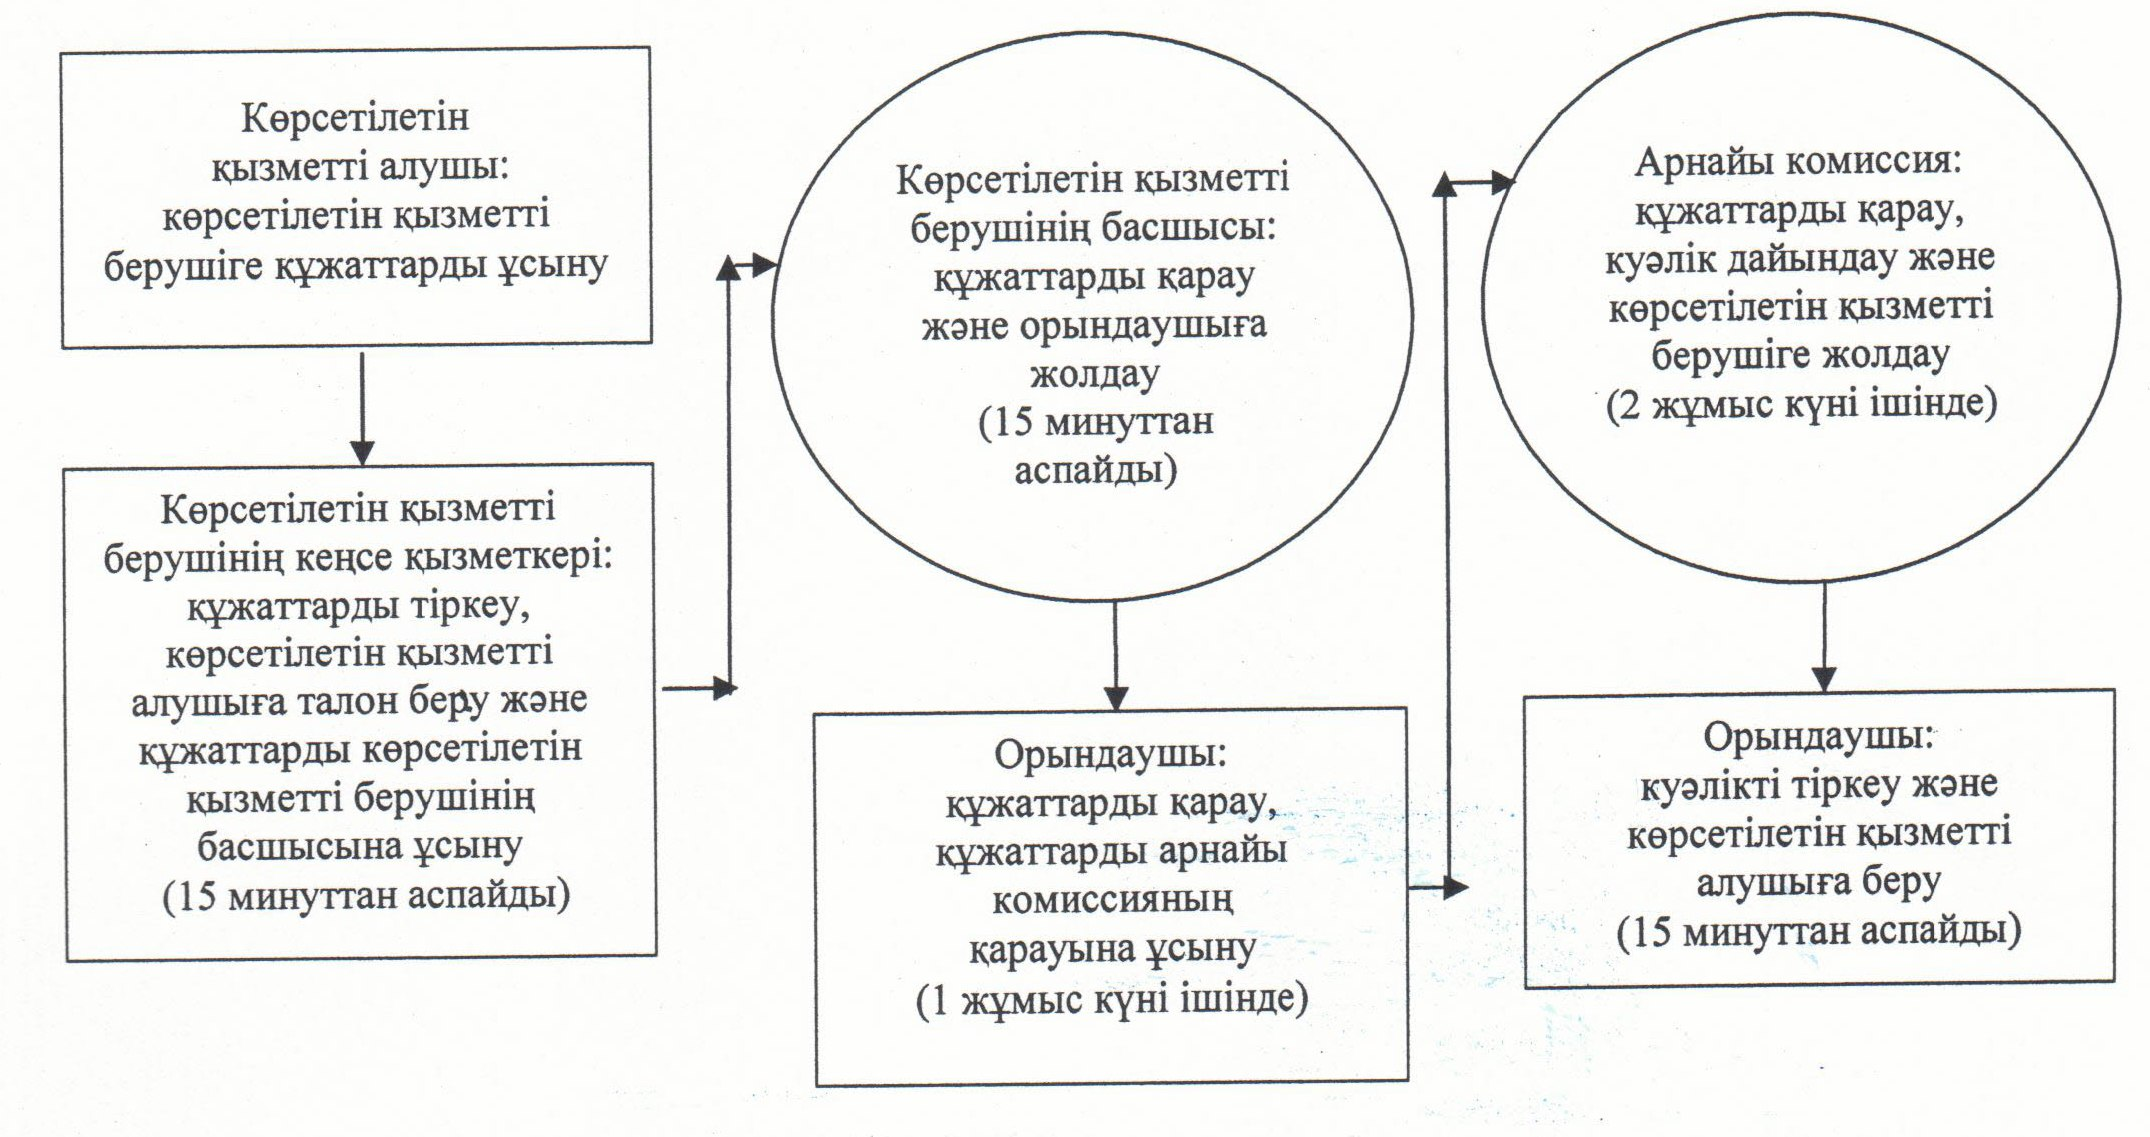 Көрсетілетін
қызметті алушы:
көрсетілетін қызметті
берушіге құжаттарды ұсыну
Көрсетілетін қызметті
берушінің кеңсе қызметкері:
құжаттарды тіркеу,
көрсетілетін қызметті
алушыға талон беру және
құжаттарды көрсетілетін
қызметті берушінің
басшысына ұсыну
(15 минуттан аспайды)
Көрсетілетін қызметті
берушінің басшысы:
құжаттарды қарау
және орындаушыға
жолдау
(15 минуттан
аспайды)
Орындаушы:
құжаттарды қарау,
құжаттарды арнайы
комиссияның
қарауына ұсыну
(1 жұмыс күні ішінде)
Арнайы комиссия:
құжаттарды қарау,
куәлік дайындау және
көрсетілетін қызметті
берушіге жолдау
(2 жұмыс күні ішінде)
Орындаушы:
куәлікті тіркеу және
көрсетілетін қызметті
алушыға беру
(15 минуттан аспайды)